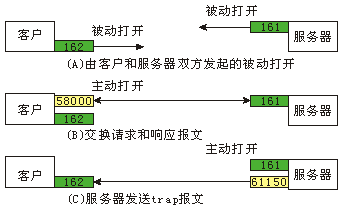 被动打开
被动打开
客户
162
161
服务器
(A)由客户和服务器双方发起的被动打开
主动打开
客户
58000
161
服务器
162
(B)交换请求和响应报文
主动打开
客户
161
服务器
162
61150
(C)服务器发送trap报文